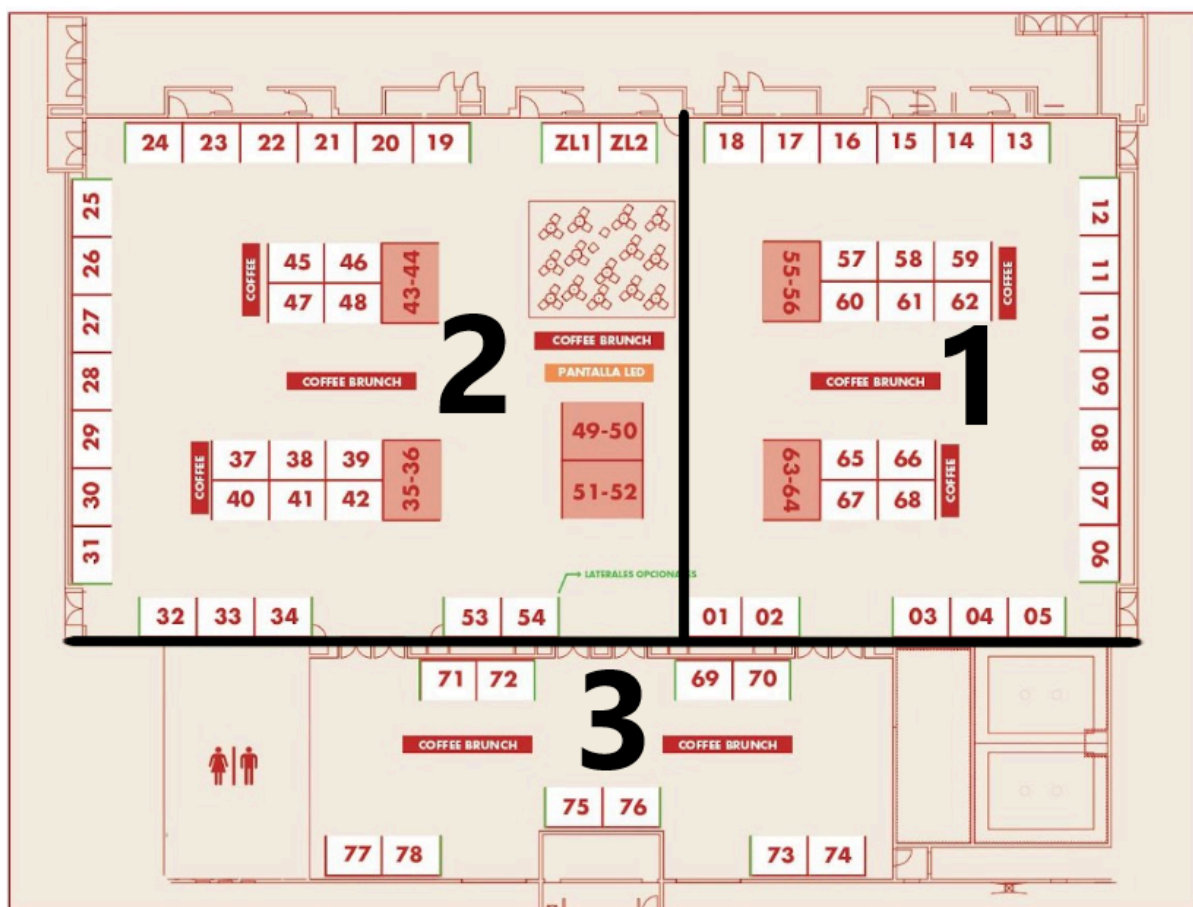 24 23 22 21 20 19
ZL1 ZL2
18 17 16 15 14 13
25
26
27
28
29
30
31
COFFEE
45 46
47 48
43-44
COFFEE BRUNCH
2
COFFEE BRUNCH
PANTALLA LED
49-50
51-52
COFFEE
37 38 39
40 41 42
35-36
LATERALES OPCIONALES
32 33 34
53 54
55-56
57 58 59
60 61 62
COFFEE
COFFEE BRUNCH
1
63-64
65 66
67 68
COFFEE
12
11
10
09
08
07
06
01 02
03 04 05
71 72
3
69 70
COFFEE BRUNCH
COFFEE BRUNCH
75 76
77 78
73 74